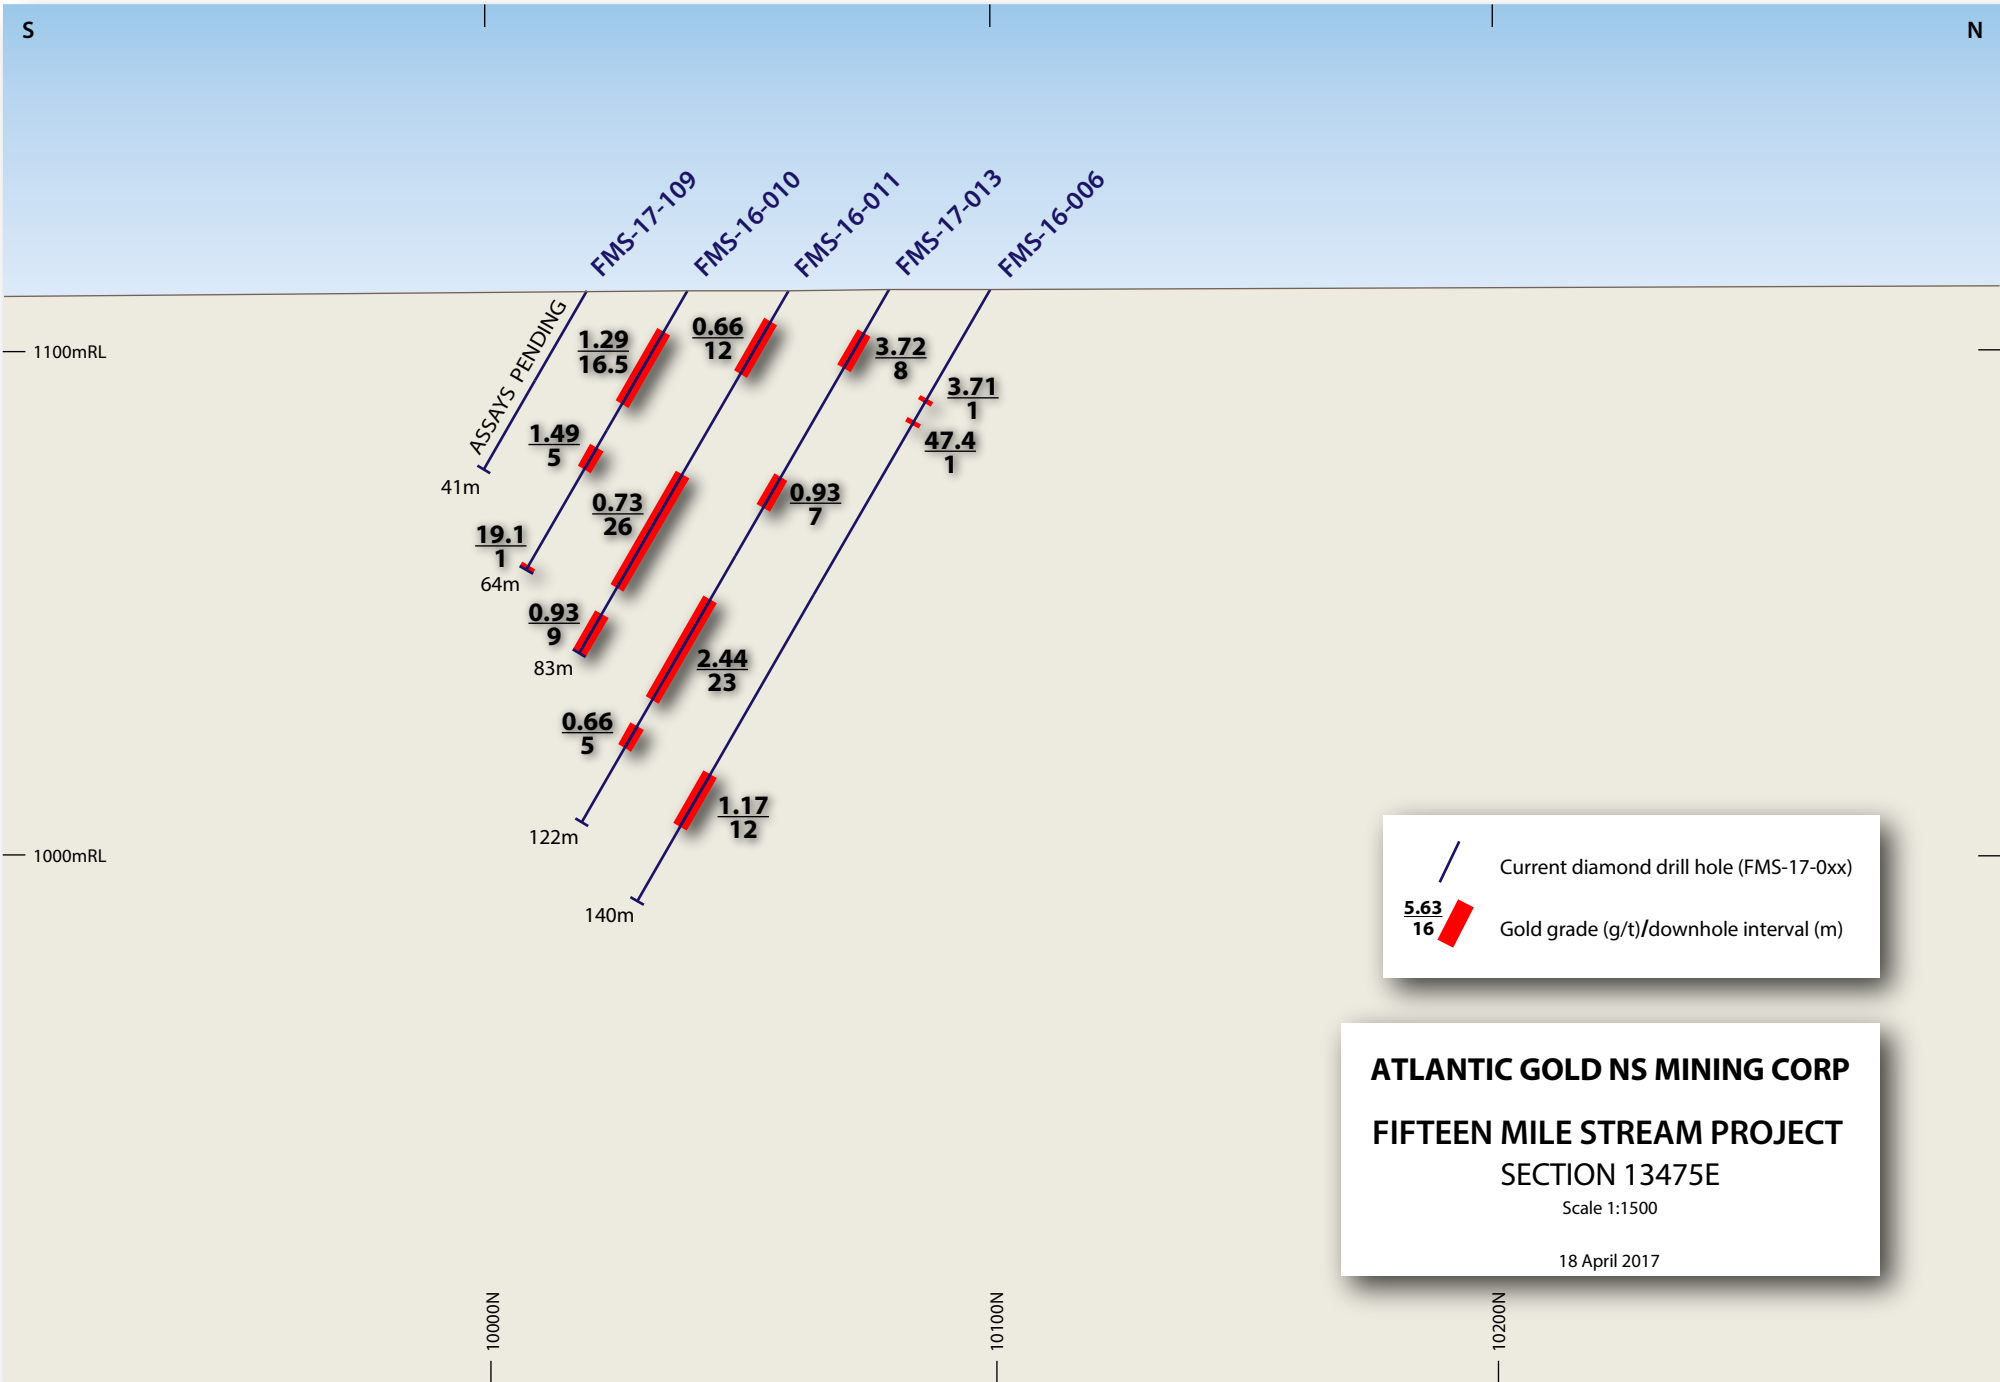 S
N
FMS-17-109
FMS-16-010
FMS-16-011
FMS-17-013
FMS-16-006
ASSAYS PENDING
1100mRL
1.29
16.5
0.66
12
3.72
8
3.71
1
47.4
1
1.49
5
41m
0.73
26
0.93
7
19.1
1
64m
0.93
9
83m
2.44
23
0.66
5
1.17
12
122m
1000mRL
140m
Current diamond drill hole (FMS-17-0xx)
5.63
16
Gold grade (g/t)/downhole interval (m)
ATLANTIC GOLD NS MINING CORP
FIFTEEN MILE STREAM PROJECT
SECTION 13475E
Scale 1:1500
18 April 2017
10000N
10100N
10200N